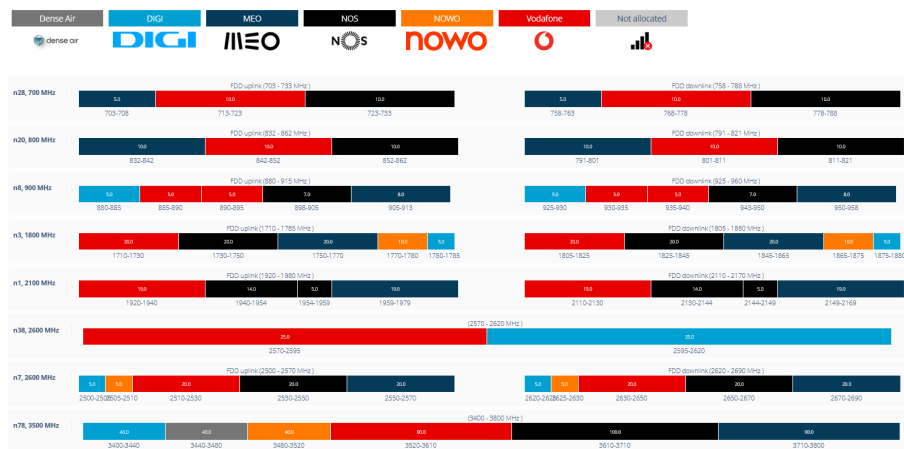 Dense Air DIGI MEO NOS NOWO Vodafone Not allocated
dense air DIGI MEO NOS nowo
FDD uplink (703 - 733 MHz ) FDD downlink (758 - 788 MHz )
n28, 700 MHz
5.0 10.0 10.0 5.0 10.0 10.0
703-708 713-723 723-733 758-763 768-778 778-788
FDD uplink (832 - 862 MHz ) FDD downlink (791 - 821 MHz )
n20, 800 MHz
10.0 10.0 10.0 10.0 10.0 10.0
832-842 842-852 852-862 791-801 801-811 811-821
FDD uplink (880 - 915 MHz ) FDD downlink (925 - 960 MHz )
n8, 900 MHz
5.0 5.0 5.0 7.0 8.0 5.0 5.0 5.0 7.0 8.0
880-885 885-890 890-895 898-905 905-913 925-930 930-935 935-940 943-950 950-958
FDD uplink (1710 - 1785 MHz ) FDD downlink (1805 - 1880 MHz )
n3, 1800 MHz
20.0 20.0 20.0 10.0 5.0 20.0 20.0 20.0 10.0 5.0
1710-1730 1730-1750 1750-1770 1770-1780 1780-1785 1805-1825 1825-1845 1845-1865 1865-1875 1875-1880
FDD uplink (1920 - 1980 MHz ) FDD downlink (2110 - 2170 MHz )
n1, 2100 MHz
14.0 5.0 14.0 5.0
1920-1940 1940-1954 1954-1959 1959-1979 2110-2130 2130-2144 2144-2149 2149-2169
(2570 - 2620 MHz )
n38, 2600 MHz
25.0 25.0
2570-2595 2595-2620
FDD uplink (2500 - 2570 MHz ) FDD downlink (2620 - 2690 MHz )
n7, 2600 MHz
5.0 5.0 20.0 20.0 20.0 5.0 5.0 20.0 20.0 20.0
2510-2530 2530-2550 2550-2570 2630-2650 2650-2670 2670-2690
(3400 - 3800 MHz )
n78, 3500 MHz
40.0 40.0 40.0 90.0 100.0 90.0
3400-3440 3440-3480 3480-3520 3520-3610 3610-3710 3710-3800